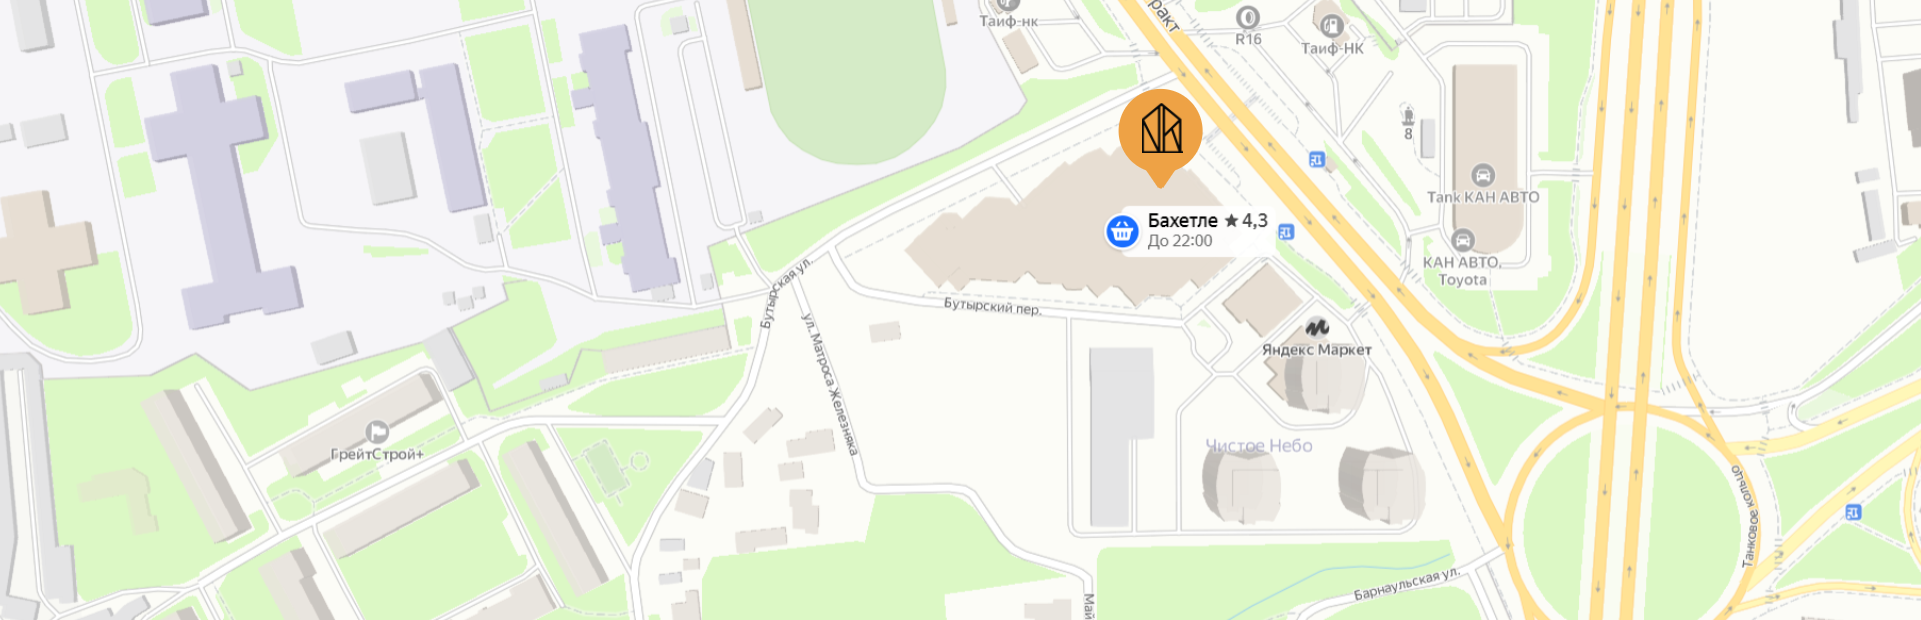 ракт
Таиф-нк
R16
Таиф-НК
8
Tank КАН АВТО
Бахетле ★ 4,3
До 22:00
КАН АВТО,
Toyota
Бутырская ул.
Бутырский пер.
ул. Матроса Железняка
Яндекс Маркет
ГрейтСтрой+
Чистое Небо
Танковое кольцо
Барнаульская ул.
Май